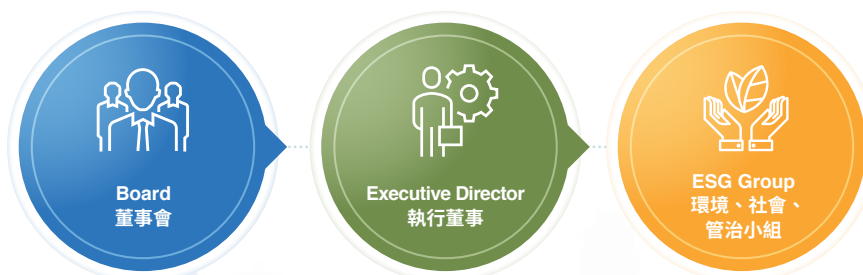 Board
董事會
Executive Director
執行董事
ESG Group
環境、社會、
管治小組